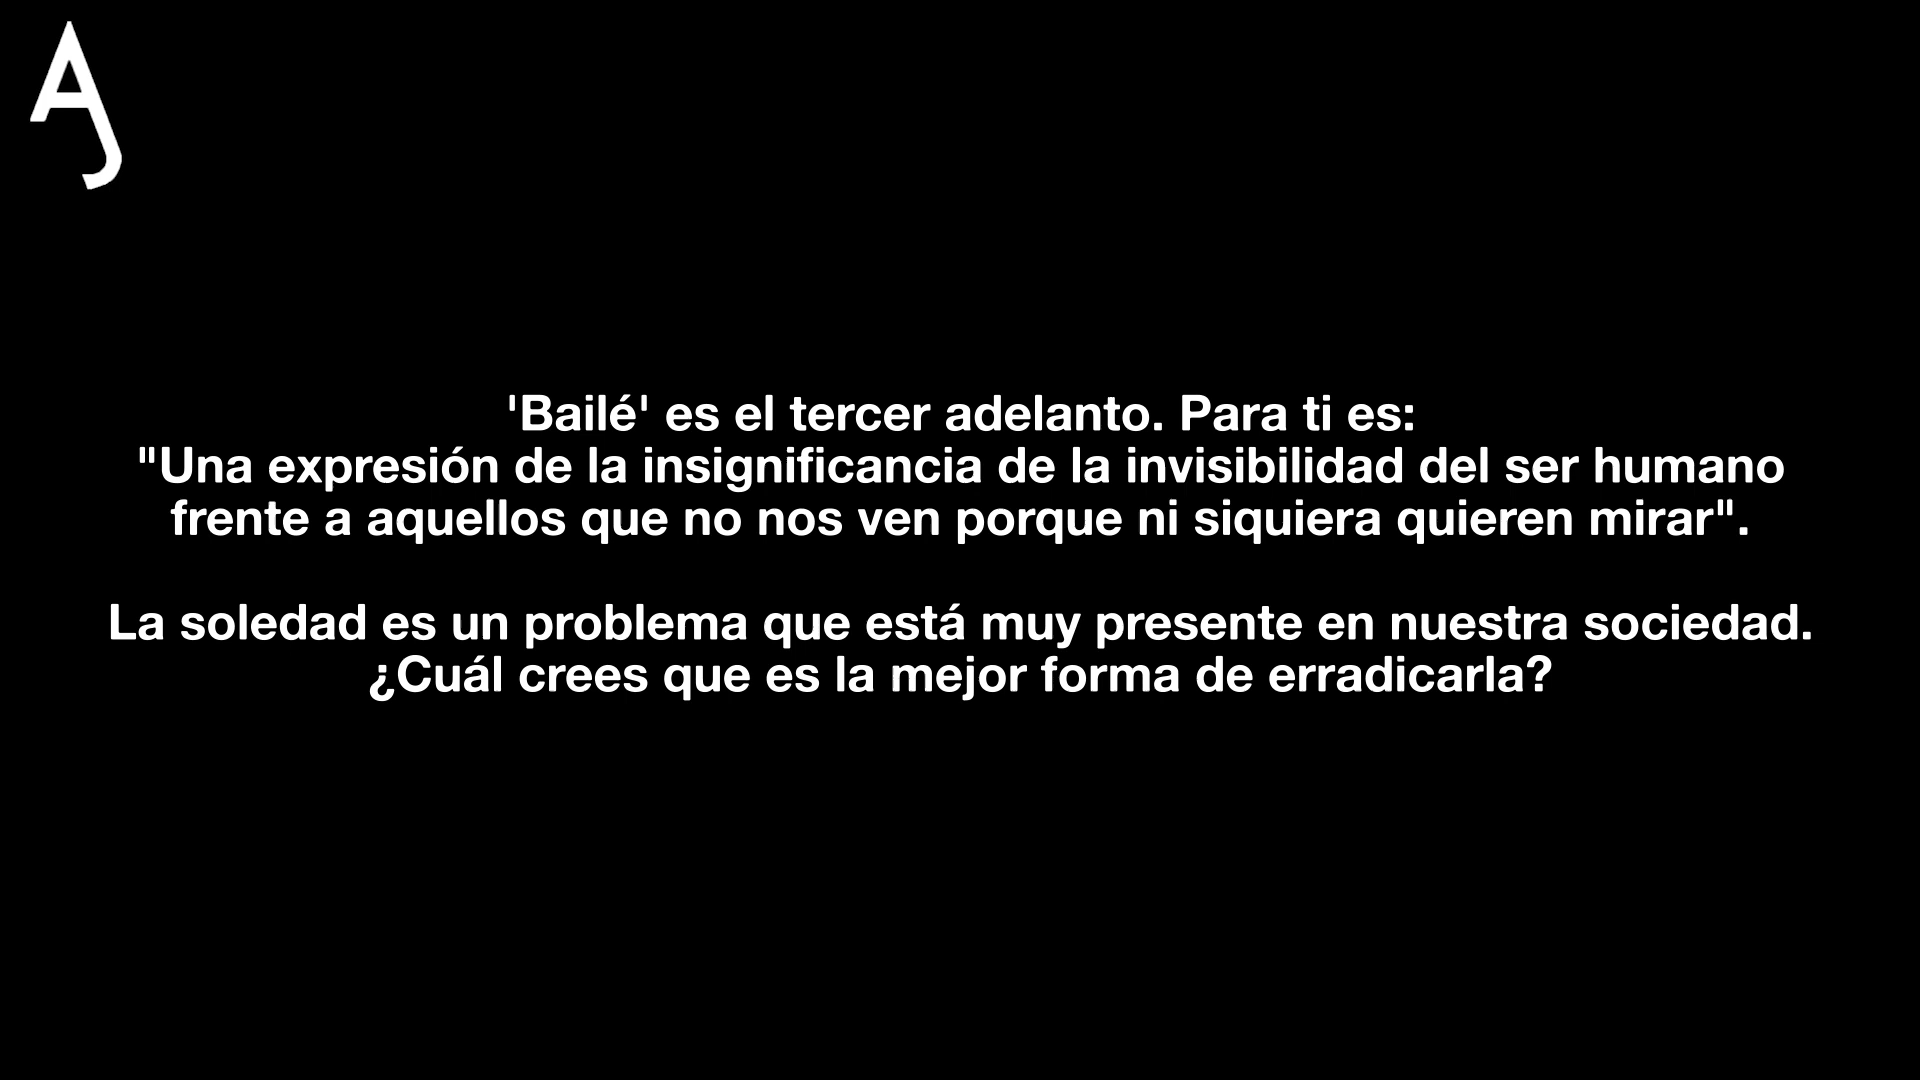 AJ
'Bailé' es el tercer adelanto. Para ti es:
"Una expresión de la insignificancia de la invisibilidad del ser humano
frente a aquellos que no nos ven porque ni siquiera quieren mirar".
La soledad es un problema que está muy presente en nuestra sociedad.
¿Cuál crees que es la mejor forma de erradicarla?